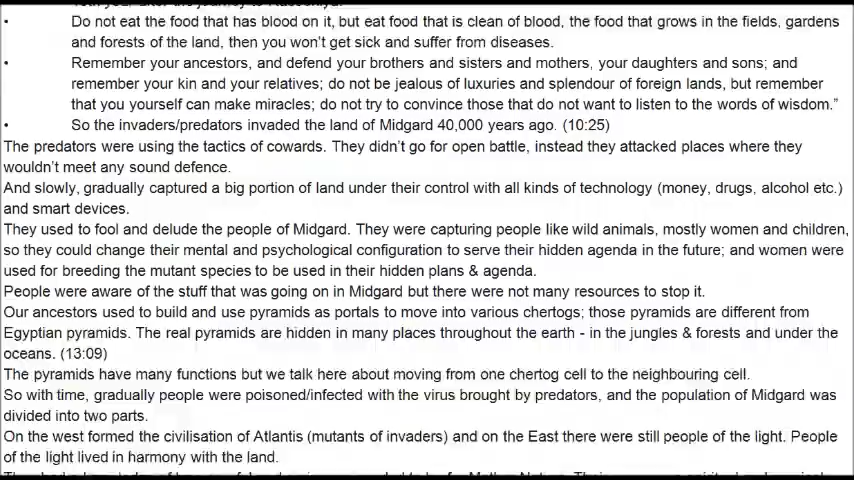 • Do not eat the food that has blood on it, but eat food that is clean of blood, the food that grows in the fields, gardens
and forests of the land, then you won't get sick and suffer from diseases.
• Remember your ancestors, and defend your brothers and sisters and mothers, your daughters and sons; and
remember your kin and your relatives; do not be jealous of luxuries and splendour of foreign lands, but remember
that you yourself can make miracles; do not try to convince those that do not want to listen to the words of wisdom.”
• So the invaders/predators invaded the land of Midgard 40,000 years ago. (10:25)
The predators were using the tactics of cowards. They didn't go for open battle, instead they attacked places where they
wouldn't meet any sound defence.
And slowly, gradually captured a big portion of land under their control with all kinds of technology (money, drugs, alcohol etc.)
and smart devices.
They used to fool and delude the people of Midgard. They were capturing people like wild animals, mostly women and children,
so they could change their mental and psychological configuration to serve their hidden agenda in the future; and women were
used for breeding the mutant species to be used in their hidden plans & agenda.
People were aware of the stuff that was going on in Midgard but there were not many resources to stop it.
Our ancestors used to build and use pyramids as portals to move into various chertogs; those pyramids are different from
Egyptian pyramids. The real pyramids are hidden in many places throughout the earth - in the jungles & forests and under the
oceans. (13:09)
The pyramids have many functions but we talk here about moving from one chertog cell to the neighbouring cell.
So with time, gradually people were poisoned/infected with the virus brought by predators, and the population of Midgard was
divided into two parts.
On the west formed the civilisation of Atlantis (mutants of invaders) and on the East there were still people of the light. People
of the light lived in harmony with the land.